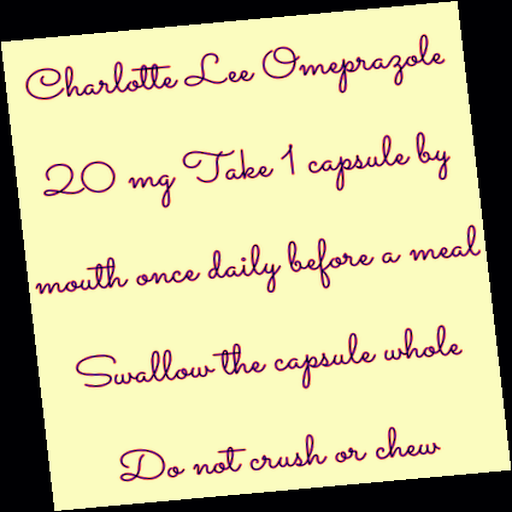 Charlotte Lee Omeprazole
20 mg Take 1 capsule by
mouth once daily before a meal
Swallow the capsule whole
Do not crush or chew